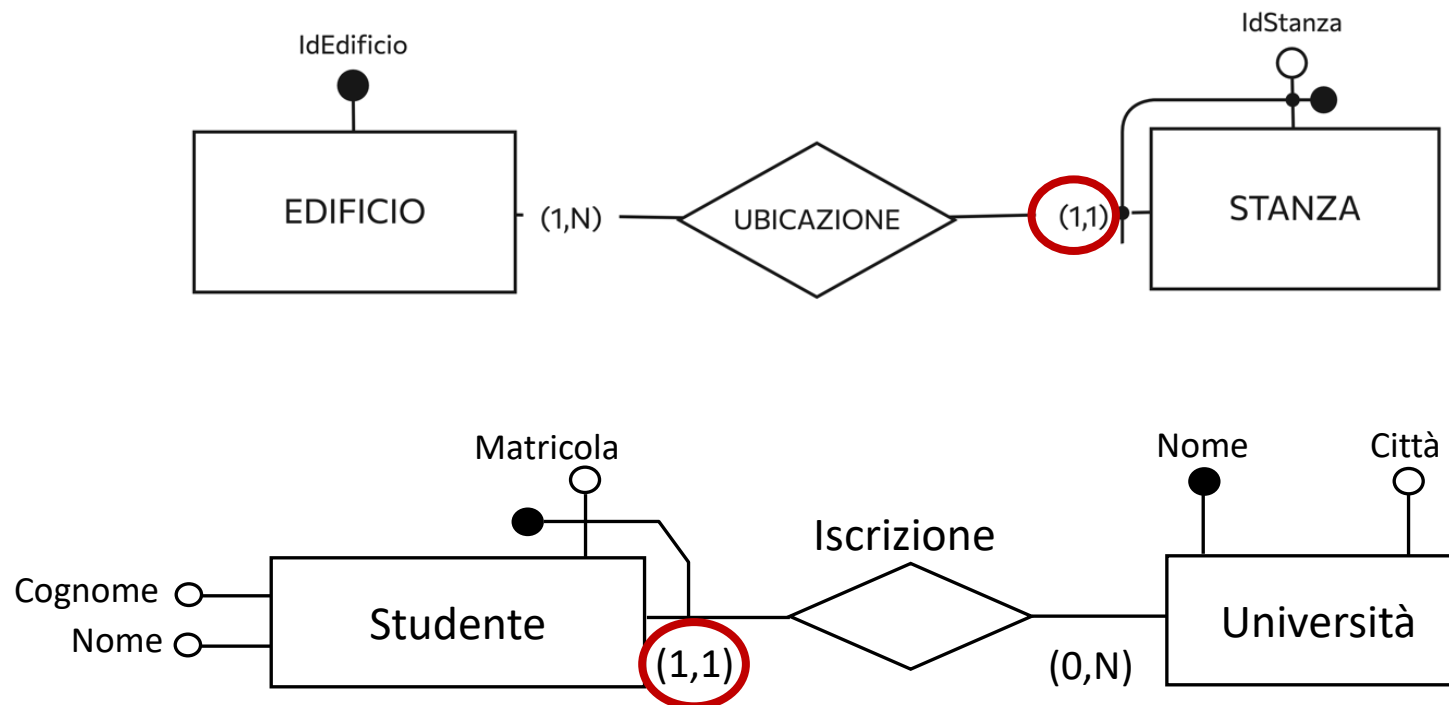 IdEdificio
IdStanza
EDIFICIO
(1,N)
UBICAZIONE
(1,1)
STANZA
Matricola
Nome
Città
Iscrizione
Cognome
Nome
Studente
(1,1)
(0,N)
Università